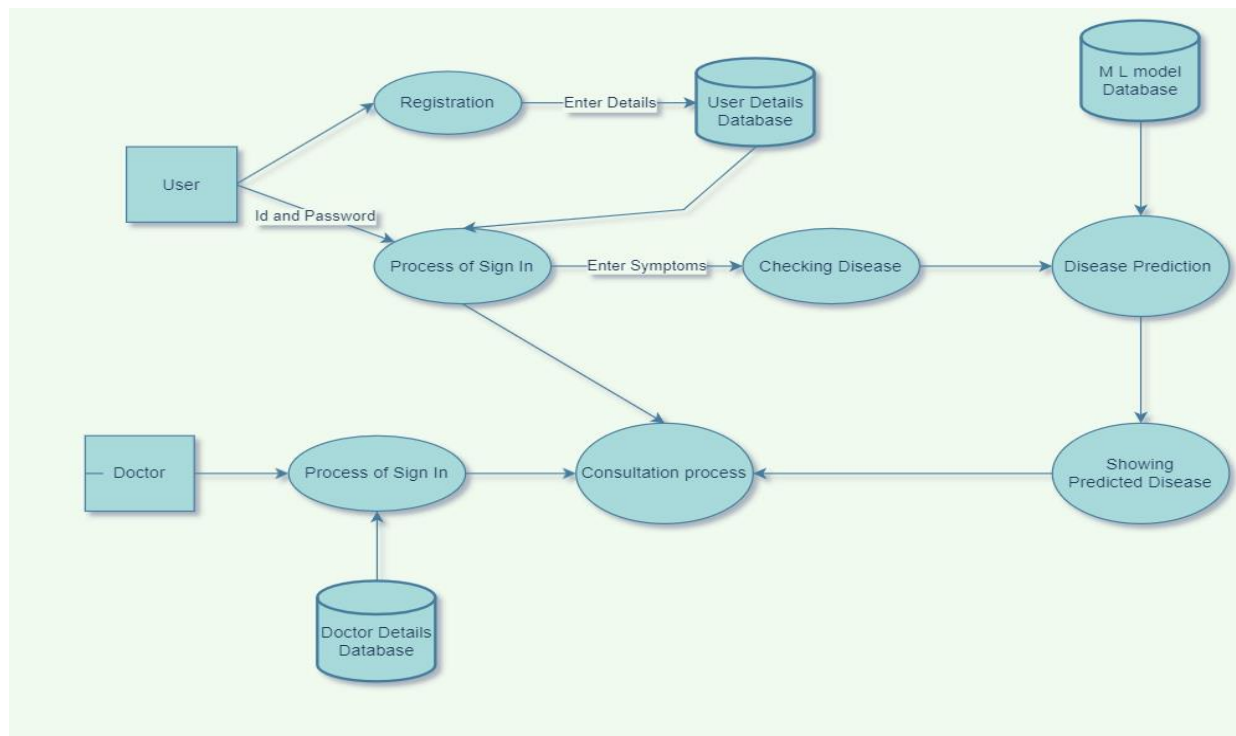 M L model
Database
Registration
Enter Details
User Details
Database
User
Id and Password
Process of Sign In
Enter Symptoms
Checking Disease
Disease Prediction
Doctor
Process of Sign In
Consultation process
Showing
Predicted Disease
Doctor Details
Database